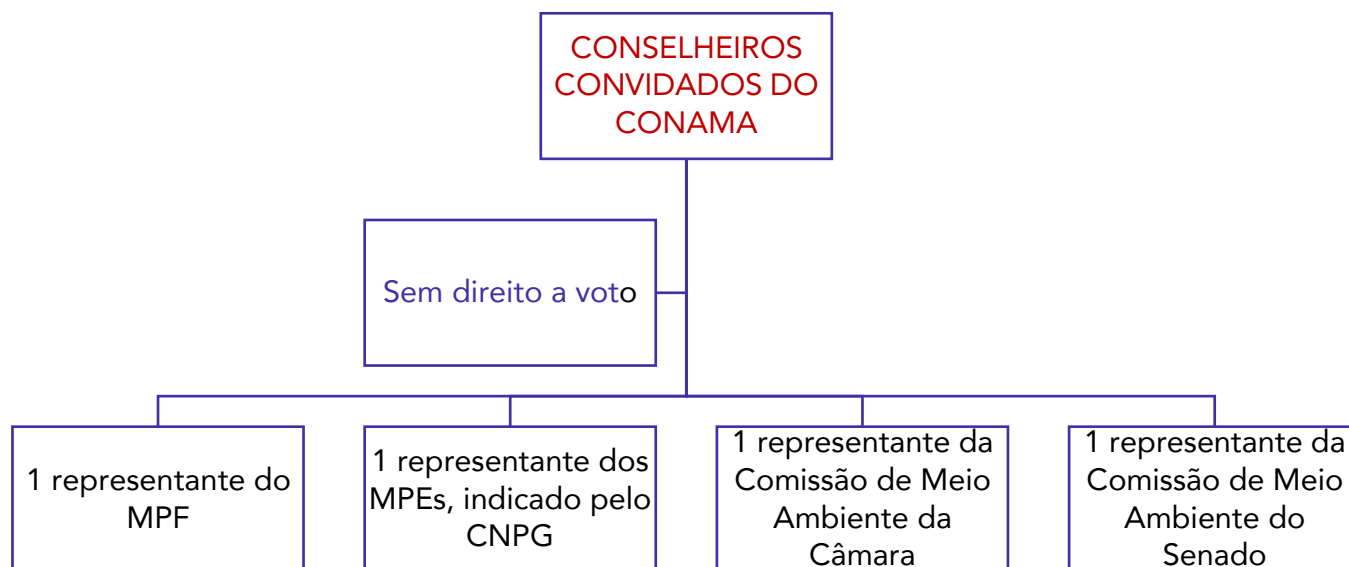 CONSELHEIROS
CONVIDADOS DO
CONAMA
Sem direito a voto
1 representante do
MPF
1 representante dos
MPEs, indicado pelo
CNPG
1 representante da
Comissão de Meio
Ambiente da
Câmara
1 representante da
Comissão de Meio
Ambiente do
Senado